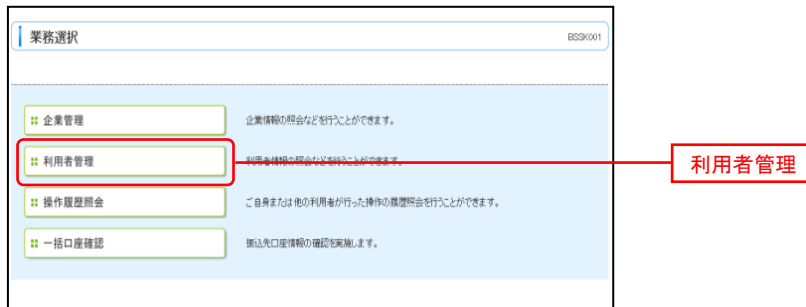 業務選択
BSSK001
企業管理
企業情報の照会などを行うことができます。
利用者管理
利用者情報の照会などを行うことができます。
利用者管理
操作履歴照会
ご自身または他の利用者が行った操作の履歴照会を行うことができます。
一括口座確認
振込先口座情報の確認を実施します。